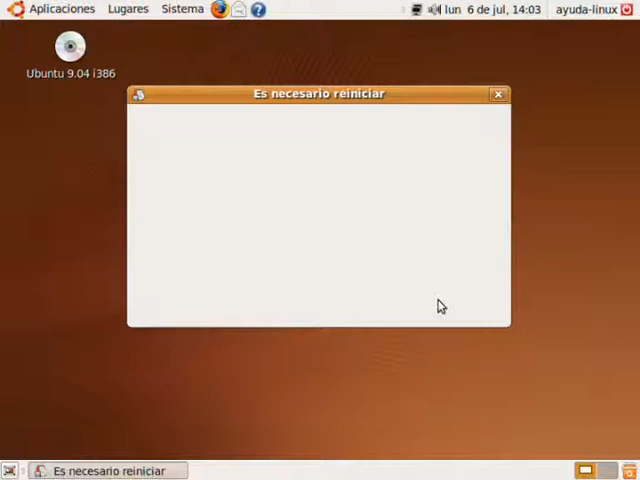 Aplicaciones Lugares Sistema lun 6 de jul, 14:03 ayuda-linux
Ubuntu 9.04 i386
Es necesario reiniciar
Es necesario reiniciar